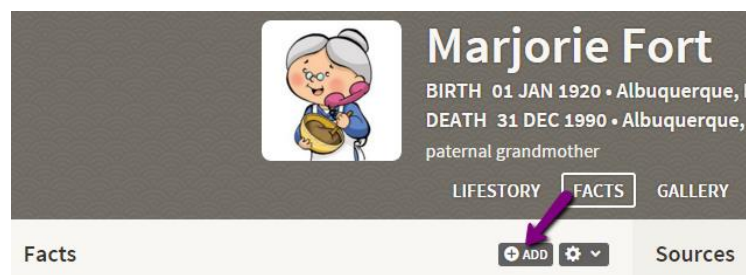 Marjorie Fort
BIRTH 01 JAN 1920 • Albuquerque,
DEATH 31 DEC 1990 • Albuquerque,
paternal grandmother
LIFESTORY FACTS GALLERY
Facts ADD Sources